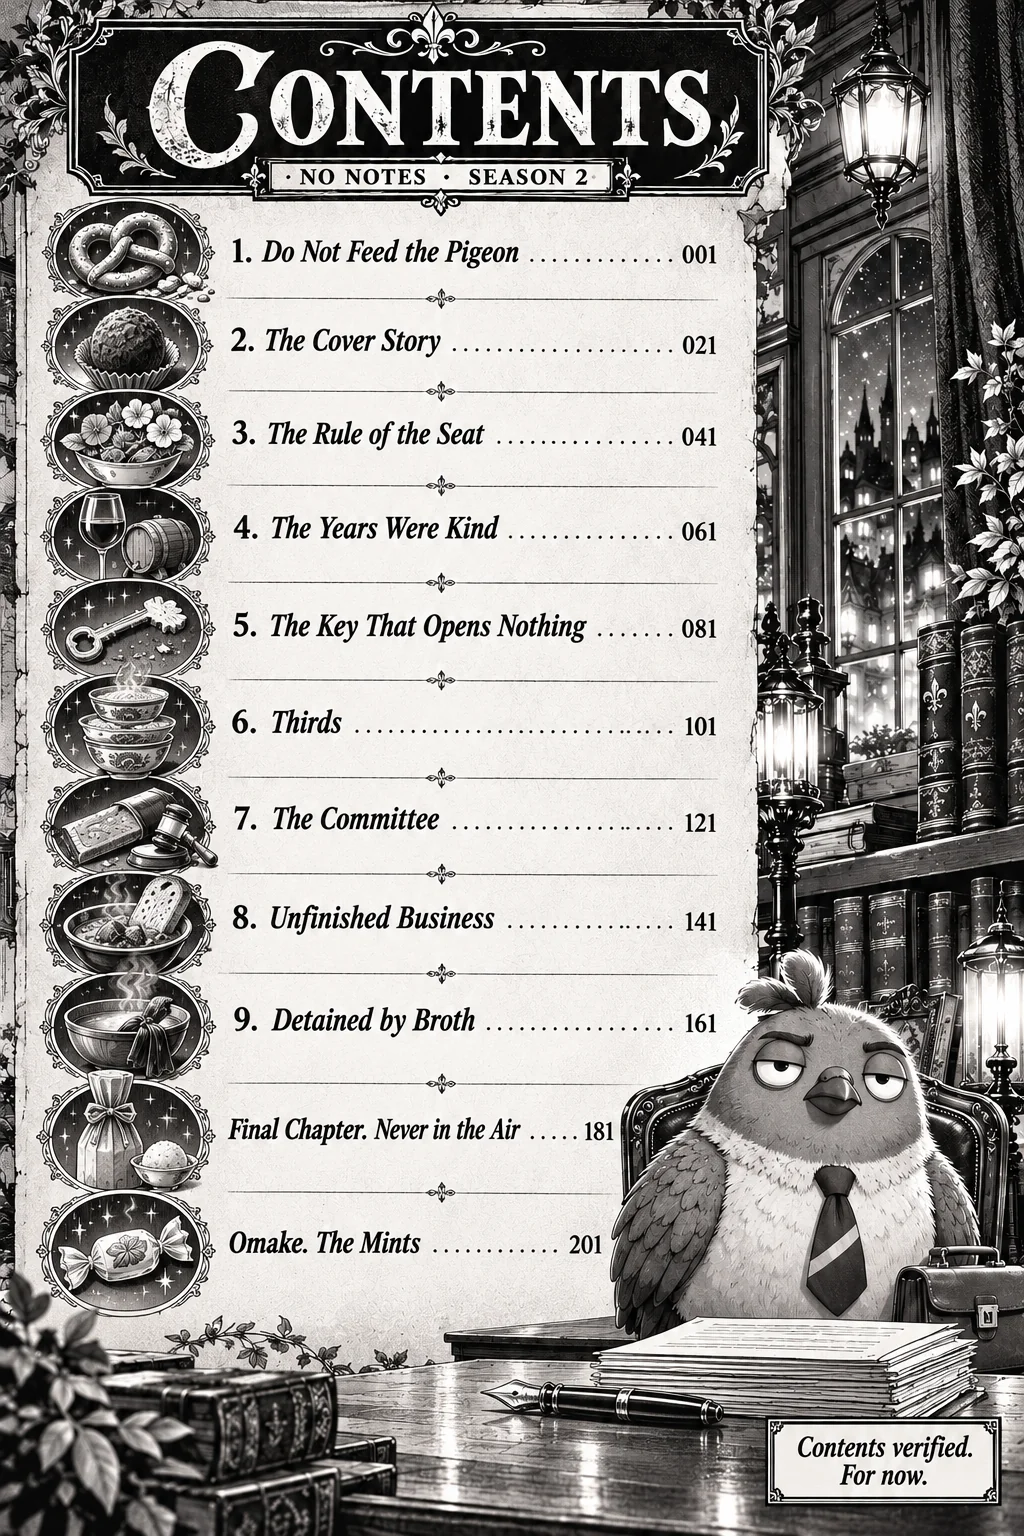 CONTENTS
· NO NOTES · SEASON 2 ·
1. Do Not Feed the Pigeon .............. 001
2. The Cover Story ........................ 021
3. The Rule of the Seat ................... 041
4. The Years Were Kind .................. 061
5. The Key That Opens Nothing ....... 081
6. Thirds .................................. 101
7. The Committee ........................ 121
8. Unfinished Business .................. 141
9. Detained by Broth .................... 161
Final Chapter. Never in the Air ..... 181
Omake. The Mints ............ 201
Contents verified.
For now.